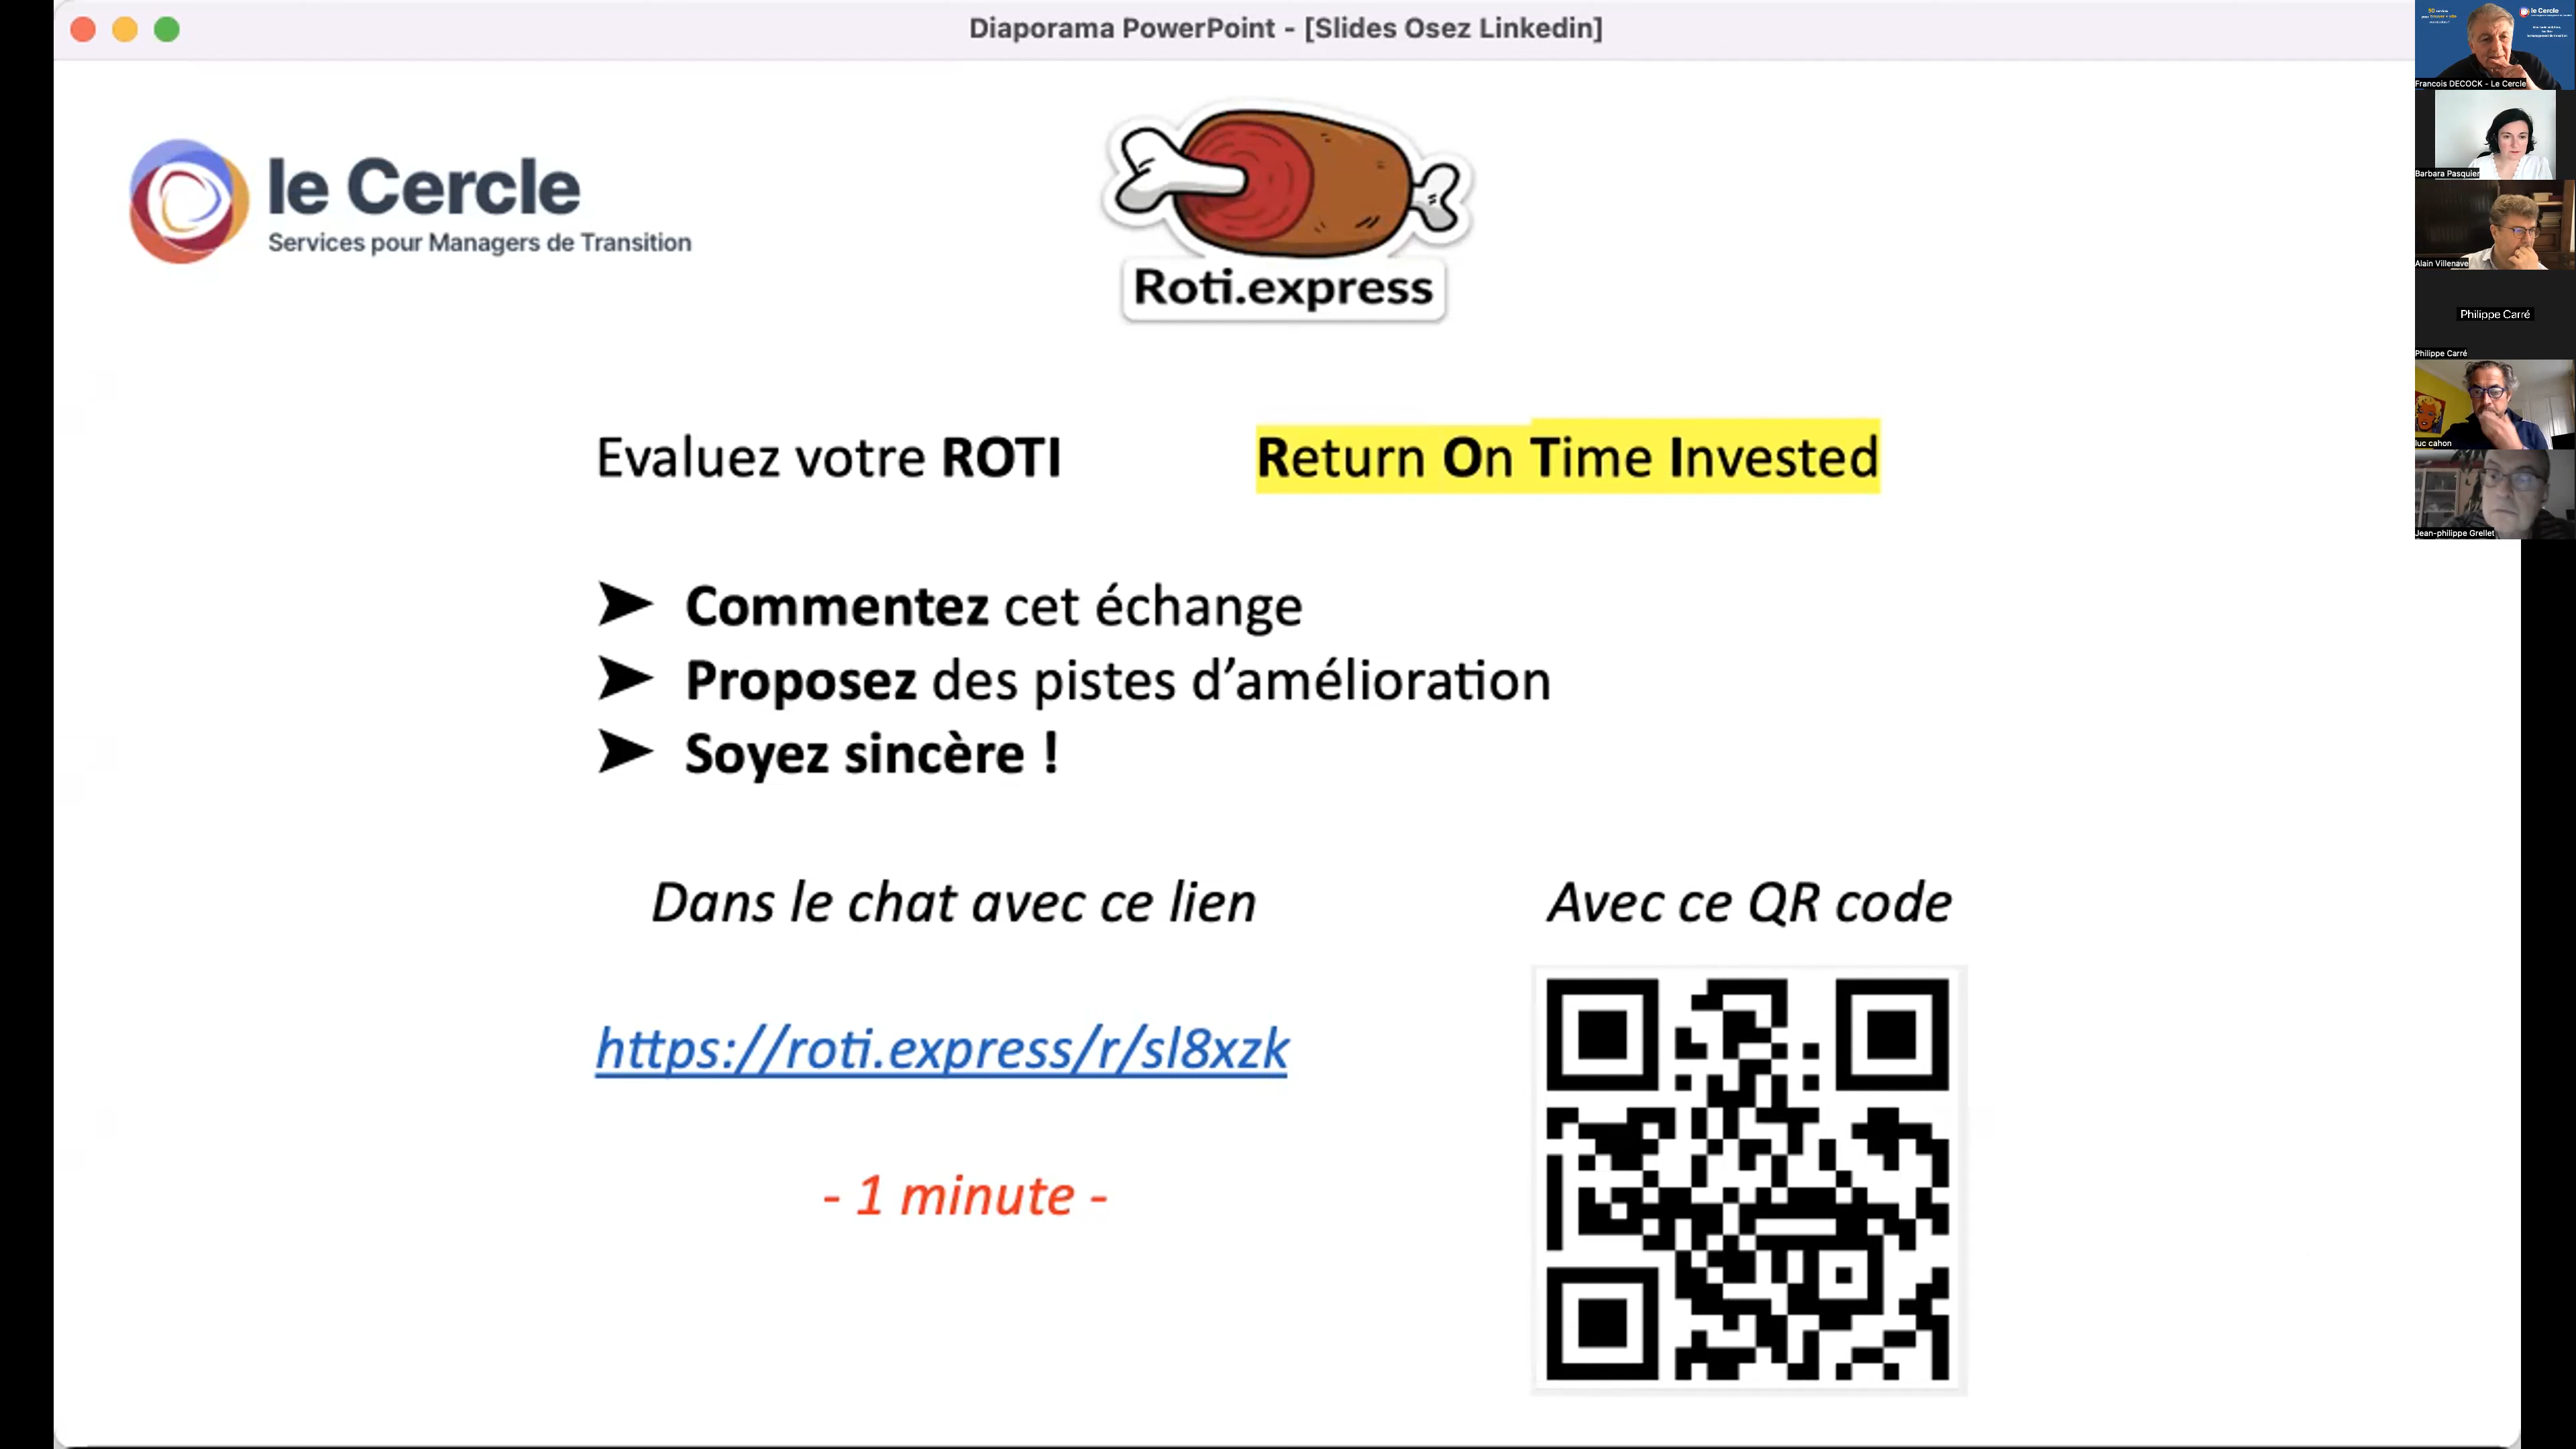 Diaporama PowerPoint - [Slides Osez Linkedin]
le Cercle
Services pour Managers de Transition
Roti.express
Evaluez votre ROTI
Return On Time Invested
➤ Commentez cet échange
➤ Proposez des pistes d’amélioration
➤ Soyez sincère !
Dans le chat avec ce lien
Avec ce QR code
https://roti.express/r/sl8xzk
- 1 minute -
le Cercle
Francois DECOCK - Le Cercle
Barbara Pasquier
Alain Villenave
Philippe Carré
Philippe Carré
luc cahon
Jean-philippe Grellet